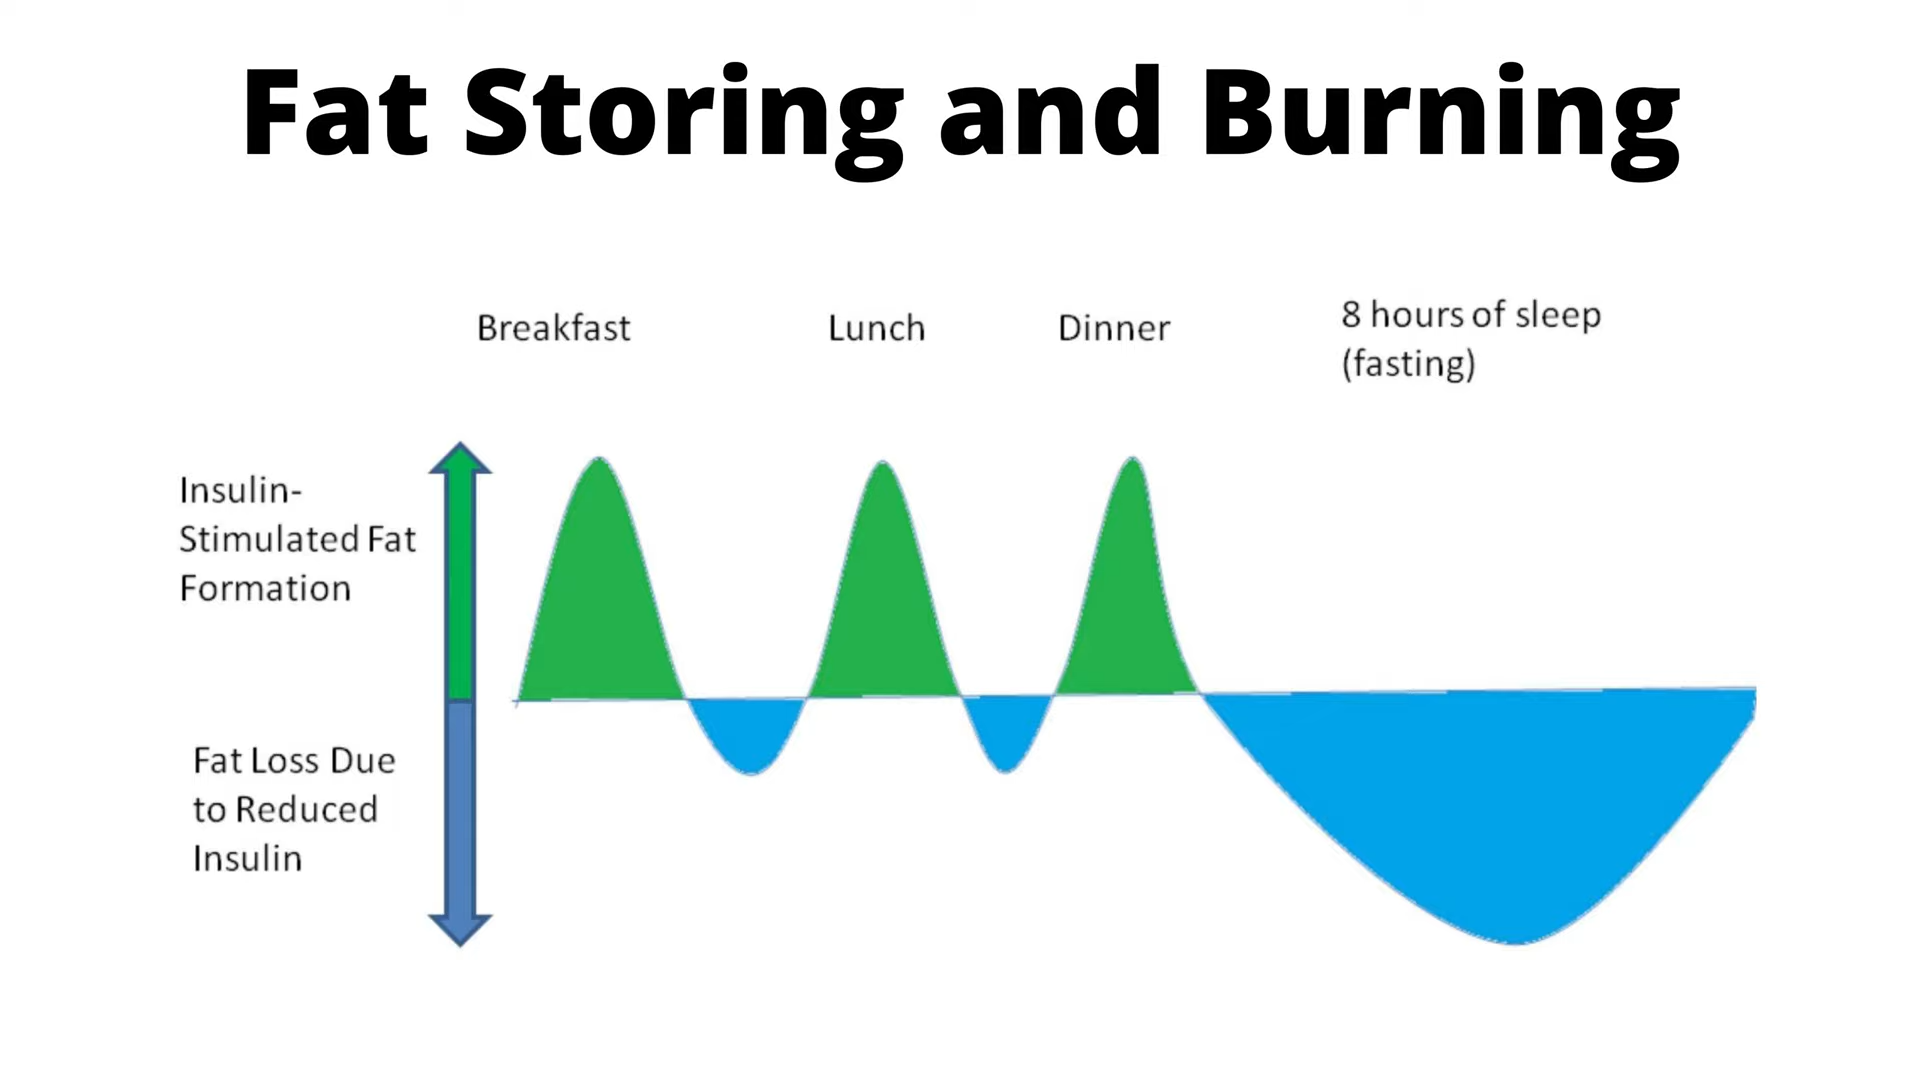 Fat Storing and Burning
Breakfast
Lunch
Dinner
8 hours of sleep
(fasting)
Insulin-
Stimulated Fat
Formation
Fat Loss Due
to Reduced
Insulin